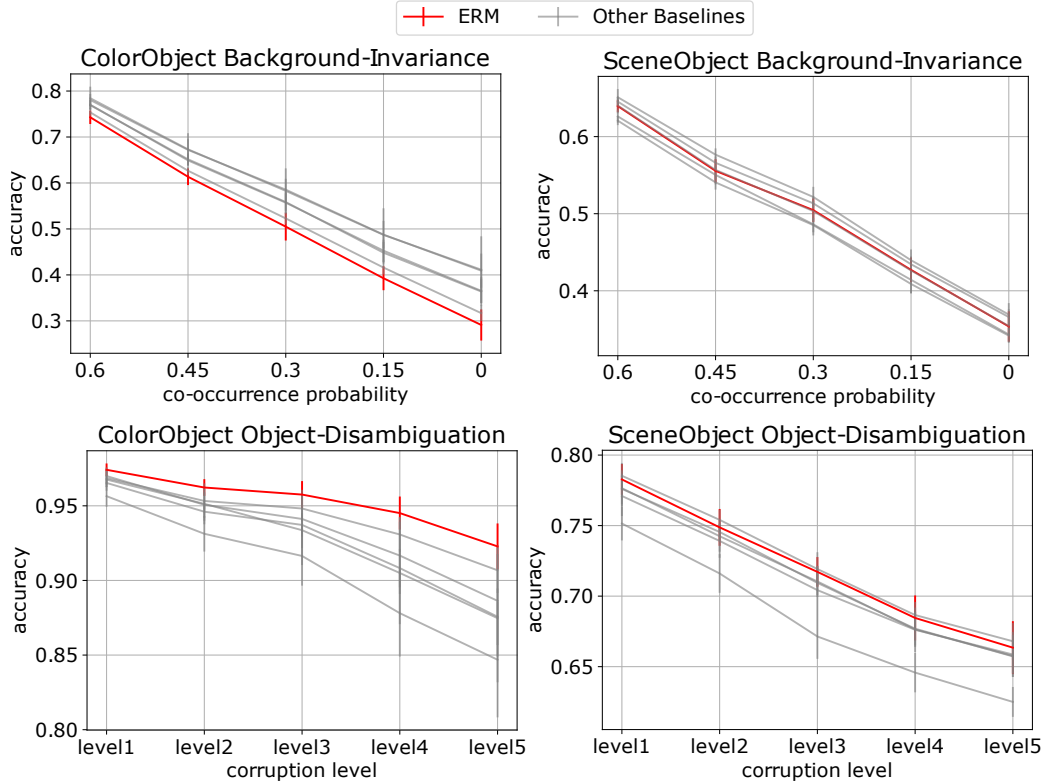 ERM Other Baselines
ColorObject Background-Invariance
0.8
0.7
0.6
0.5
0.4
0.3
accuracy
0.6 0.45 0.3 0.15 0
co-occurrence probability
SceneObject Background-Invariance
0.6
0.5
0.4
accuracy
0.6 0.45 0.3 0.15 0
co-occurrence probability
ColorObject Object-Disambiguation
0.95
0.90
0.85
0.80
accuracy
level1 level2 level3 level4 level5
corruption level
SceneObject Object-Disambiguation
0.80
0.75
0.70
0.65
accuracy
level1 level2 level3 level4 level5
corruption level